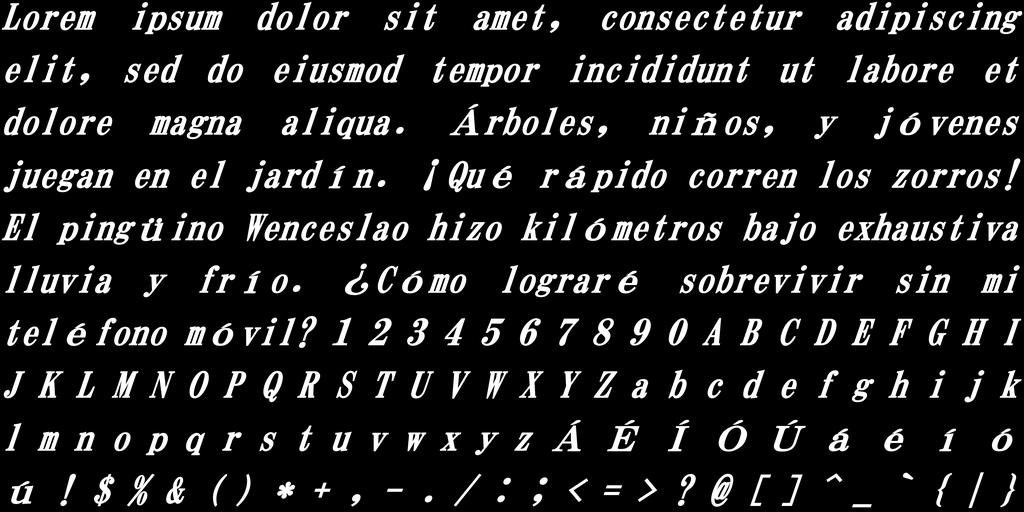 Lorem ipsum dolor sit amet, consectetur adipiscing
elit, sed do eiusmod tempor incididunt ut labore et
dolore magna aliqua. Árboles, niños, y jóvenes
juegan en el jardín. ¡Qué rápido corren los zorros!
El pingüino Wenceslao hizo kilómetros bajo exhaustiva
lluvia y frío. ¿Cómo lograré sobrevivir sin mi
teléfono móvil? 1 2 3 4 5 6 7 8 9 0 A B C D E F G H I
J K L M N O P Q R S T U V W X Y Z a b c d e f g h i j k
l m n o p q r s t u v w x y z Á É Í Ó Ú á é í ó
ú ! $ % & ( ) * + , - . / : ; < = > ? @ [ ] ^ _ ` { | }